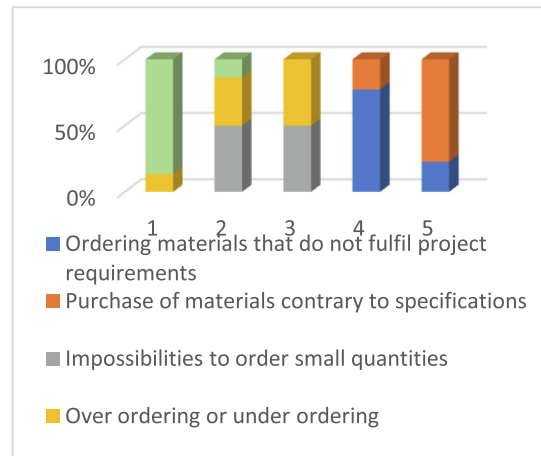 100%
50%
0%
1 2 3 4 5
Ordering materials that do not fulfil project
requirements
Purchase of materials contrary to specifications
Impossibilities to order small quantities
Over ordering or under ordering